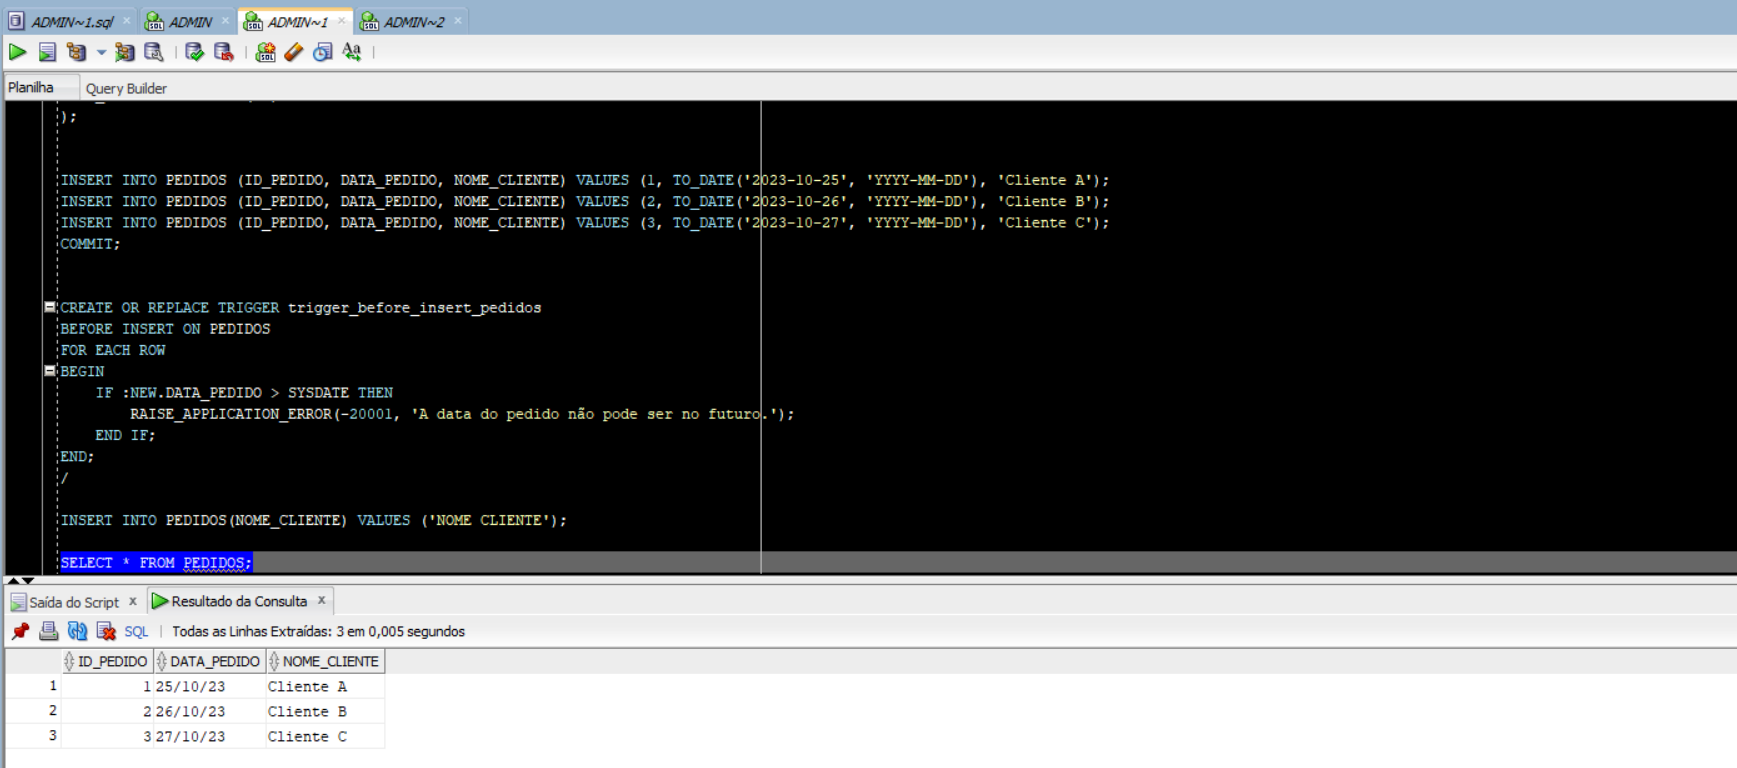 ADMIN~1.sql ADMIN ADMIN~1 ADMIN~2
Planilha Query Builder
);
INSERT INTO PEDIDOS (ID_PEDIDO, DATA_PEDIDO, NOME_CLIENTE) VALUES (1, TO_DATE('2023-10-25', 'YYYY-MM-DD'), 'Cliente A');
INSERT INTO PEDIDOS (ID_PEDIDO, DATA_PEDIDO, NOME_CLIENTE) VALUES (2, TO_DATE('2023-10-26', 'YYYY-MM-DD'), 'Cliente B');
INSERT INTO PEDIDOS (ID_PEDIDO, DATA_PEDIDO, NOME_CLIENTE) VALUES (3, TO_DATE('2023-10-27', 'YYYY-MM-DD'), 'Cliente C');
COMMIT;
CREATE OR REPLACE TRIGGER trigger_before_insert_pedidos
BEFORE INSERT ON PEDIDOS
FOR EACH ROW
BEGIN
IF :NEW.DATA_PEDIDO > SYSDATE THEN
RAISE_APPLICATION_ERROR(-20001, 'A data do pedido não pode ser no futuro.');
END IF;
END;
/
INSERT INTO PEDIDOS(NOME_CLIENTE) VALUES ('NOME CLIENTE');
SELECT * FROM PEDIDOS;
Saída do Script x Resultado da Consulta x
SQL Todas as Linhas Extraídas: 3 em 0,005 segundos
ID_PEDIDO DATA_PEDIDO NOME_CLIENTE
1 1 25/10/23 Cliente A
2 2 26/10/23 Cliente B
3 3 27/10/23 Cliente C